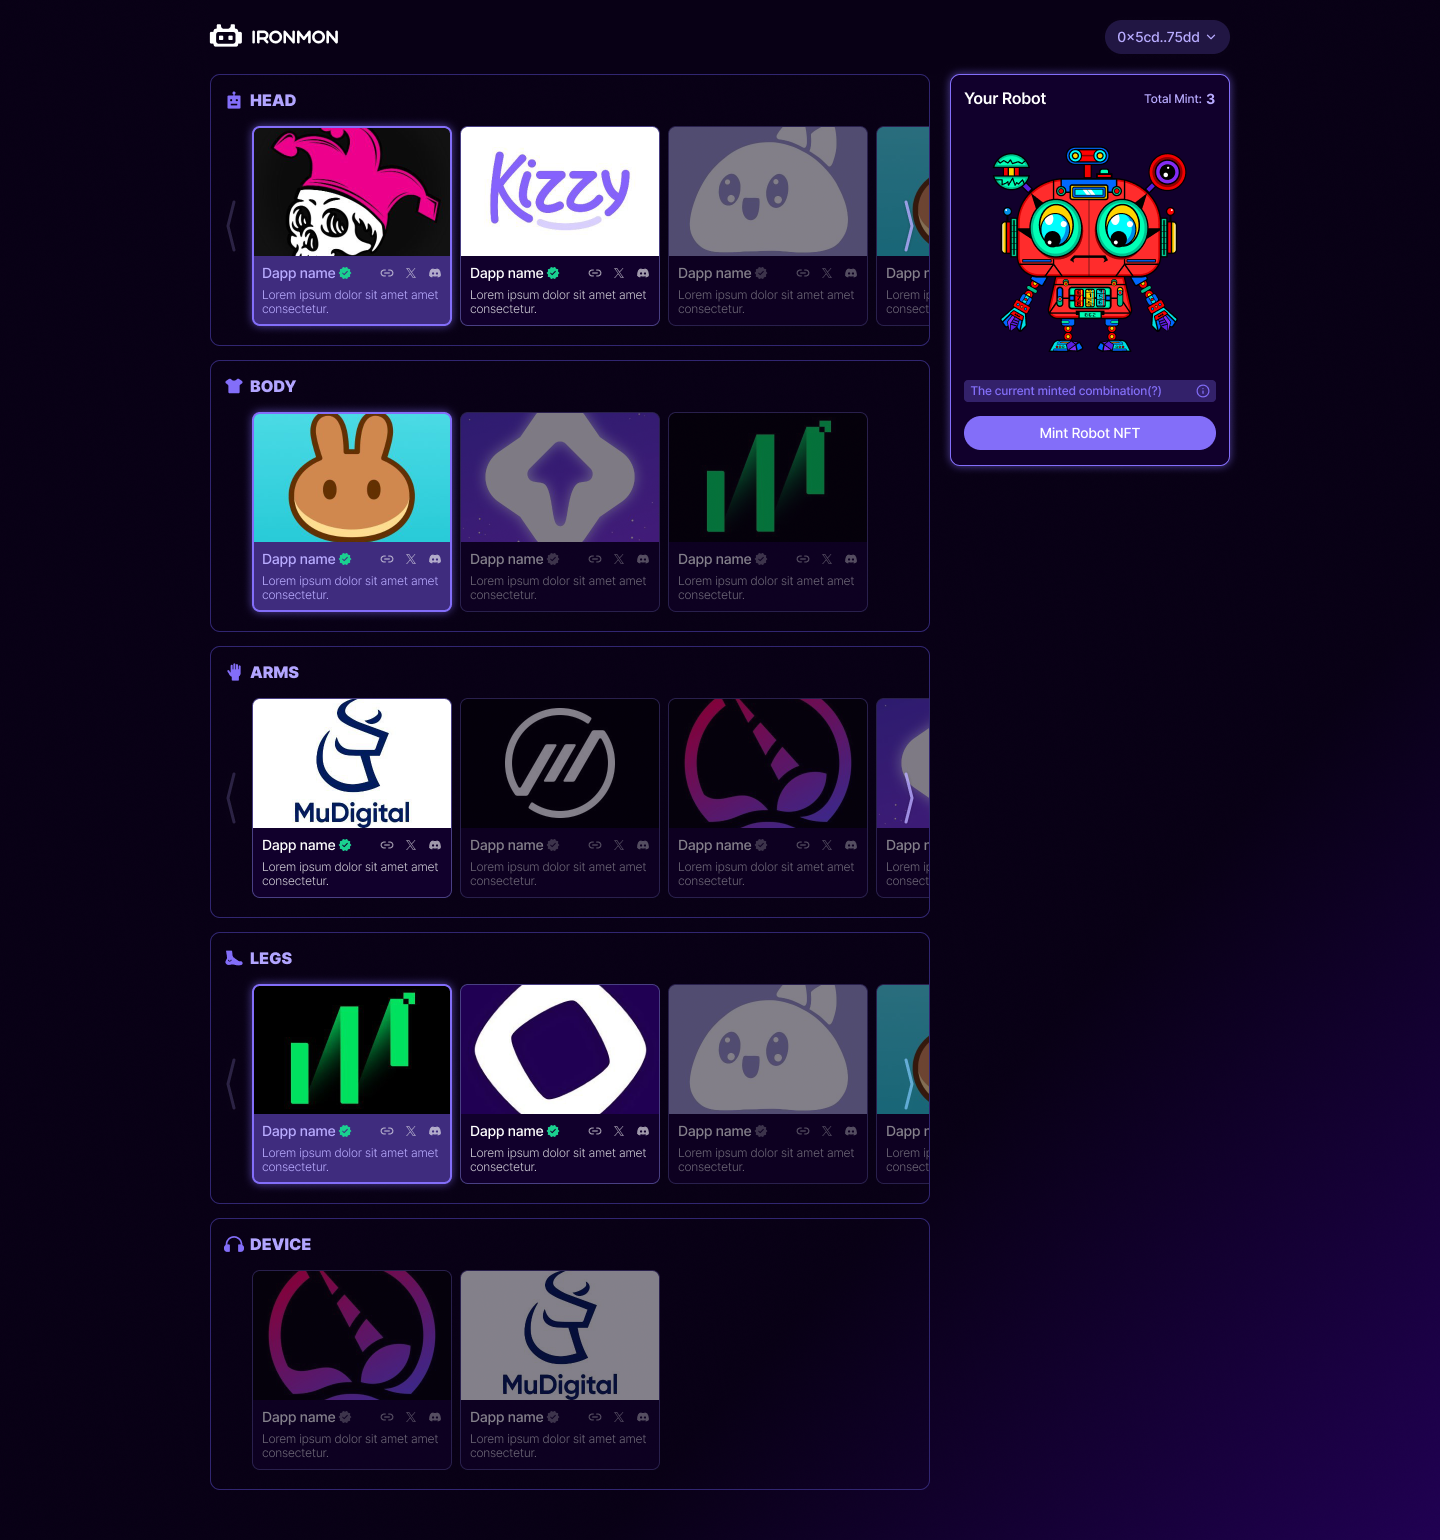 IRONMON
0×5cd..75dd
HEAD
Kizzy
Dapp name
Lorem ipsum dolor sit amet amet
consectetur.
Dapp name
Lorem ipsum dolor sit amet amet
consectetur.
Dapp name
Lorem ipsum dolor sit amet amet
consectetur.
Dapp n
Lorem ip
consect
Your Robot
Total Mint: 3
The current minted combination(?)
Mint Robot NFT
BODY
Dapp name
Lorem ipsum dolor sit amet amet
consectetur.
Dapp name
Lorem ipsum dolor sit amet amet
consectetur.
Dapp name
Lorem ipsum dolor sit amet amet
consectetur.
ARMS
MuDigital
Dapp name
Lorem ipsum dolor sit amet amet
consectetur.
Dapp name
Lorem ipsum dolor sit amet amet
consectetur.
Dapp name
Lorem ipsum dolor sit amet amet
consectetur.
Dapp n
Lorem ip
consect
LEGS
Dapp name
Lorem ipsum dolor sit amet amet
consectetur.
Dapp name
Lorem ipsum dolor sit amet amet
consectetur.
Dapp name
Lorem ipsum dolor sit amet amet
consectetur.
Dapp n
Lorem ip
consect
DEVICE
Dapp name
Lorem ipsum dolor sit amet amet
consectetur.
MuDigital
Dapp name
Lorem ipsum dolor sit amet amet
consectetur.